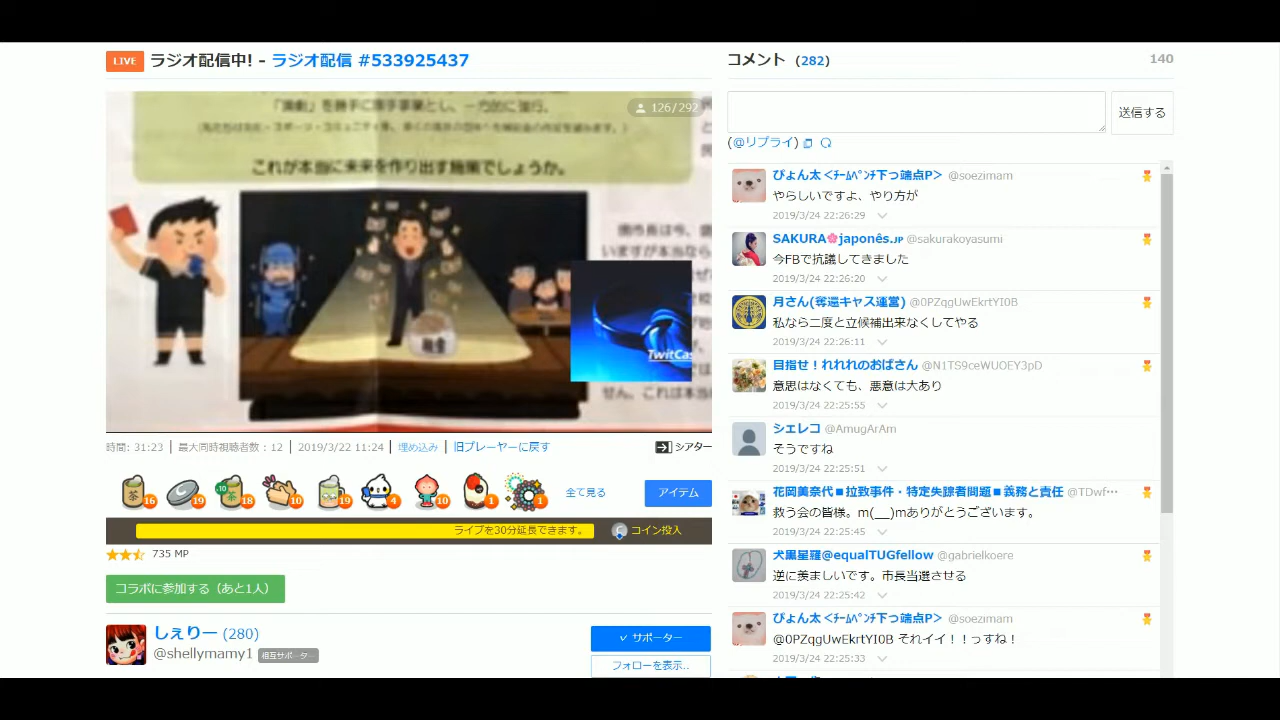 LIVE ラジオ配信中! - ラジオ配信 #533925437
「演劇」を勝手に
これが本当に未来を作り出す施策でしょうか。
126/292
TwitCas
時間: 31:23 | 最大同時視聴者数 : 12 | 2019/3/22 11:24 | 埋め込み | 旧プレーヤーに戻す
シアター
16 19 18 10 19 4 10 1 1
全て見る
アイテム
ライブを30分延長できます。
コイン投入
735 MP
コラボに参加する（あと1人）
しぇりー (280)
@shellymamy1 相互サポーター
✓ サポーター
フォローを表示..
コメント (282)
140
送信する
(@リプライ)
ぴょん太<ﾁｰﾑﾍﾟﾝﾁ下っ端点P> @soezimam
やらしいですよ、やり方が
2019/3/24 22:26:29
SAKURA🌸japonês.JP @sakurakoyasumi
今FBで抗議してきました
2019/3/24 22:26:20
月さん(奪還キャス運営) @0PZqgUwEkrtYI0B
私なら二度と立候補出来なくしてやる
2019/3/24 22:26:11
目指せ！れれれのおばさん @N1TS9ceWUOEY3pD
意思はなくても、悪意は大あり
2019/3/24 22:25:55
シェレコ @AmugArAm
そうですね
2019/3/24 22:25:51
花岡美奈代■拉致事件・特定失踪者問題■義務と責任 @TDwf…
救う会の皆様。m(__)mありがとうございます。
2019/3/24 22:25:45
犬黒星羅@equalTUGfellow @gabrielkoere
逆に羨ましいです。市長当選させる
2019/3/24 22:25:42
ぴょん太<ﾁｰﾑﾍﾟﾝﾁ下っ端点P> @soezimam
@0PZqgUwEkrtYI0B それイイ！！っすね！
2019/3/24 22:25:33